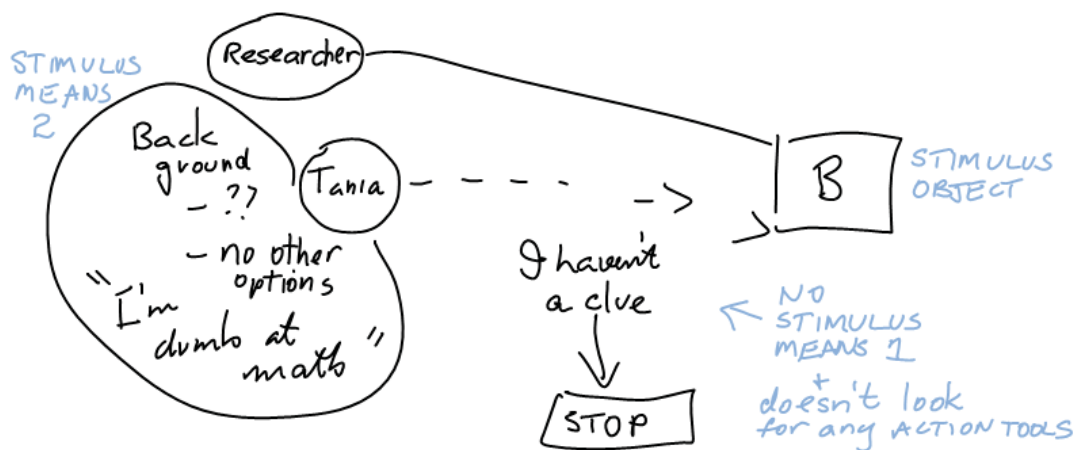 Researcher
STIMULUS
MEANS
2
Back
ground
- ??
- no other
options
"I'm
dumb at
math"
Tania
B
STIMULUS
OBJECT
I haven't
a clue
STOP
NO
STIMULUS
MEANS 1
+
doesn't look
for any ACTION TOOLS